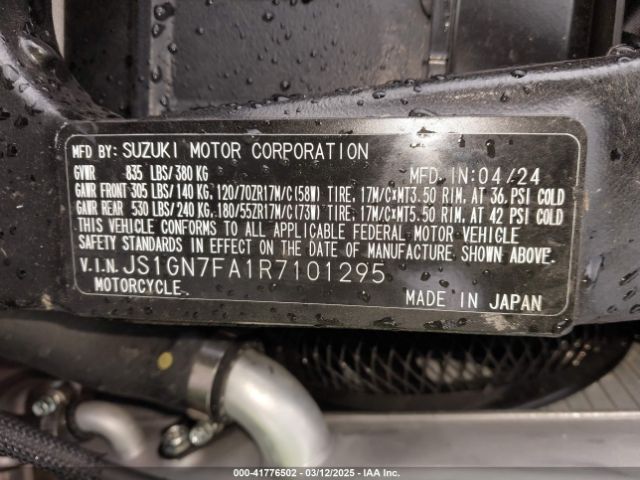 MFD BY: SUZUKI MOTOR CORPORATION
GVWR 835 LBS/380 KG MFD. IN:04/24
GAWR FRONT 305 LBS/140 KG, 120/70ZR17M/C(58W) TIRE, 17M/C×MT3.50 RIM, AT 36 PSI COLD
GAWR REAR 530 LBS/240 KG, 180/55ZR17M/C(73W) TIRE, 17M/C×MT5.50 RIM, AT 42 PSI COLD
THIS VEHICLE CONFORMS TO ALL APPLICABLE FEDERAL MOTOR VEHICLE
SAFETY STANDARDS IN EFFECT ON THE DATE OF MANUFACTURE SHOWN ABOVE.
V.I.N. JS1GN7FA1R7101295
MOTORCYCLE. MADE IN JAPAN
000-41776502 - 03/12/2025 - IAA Inc.